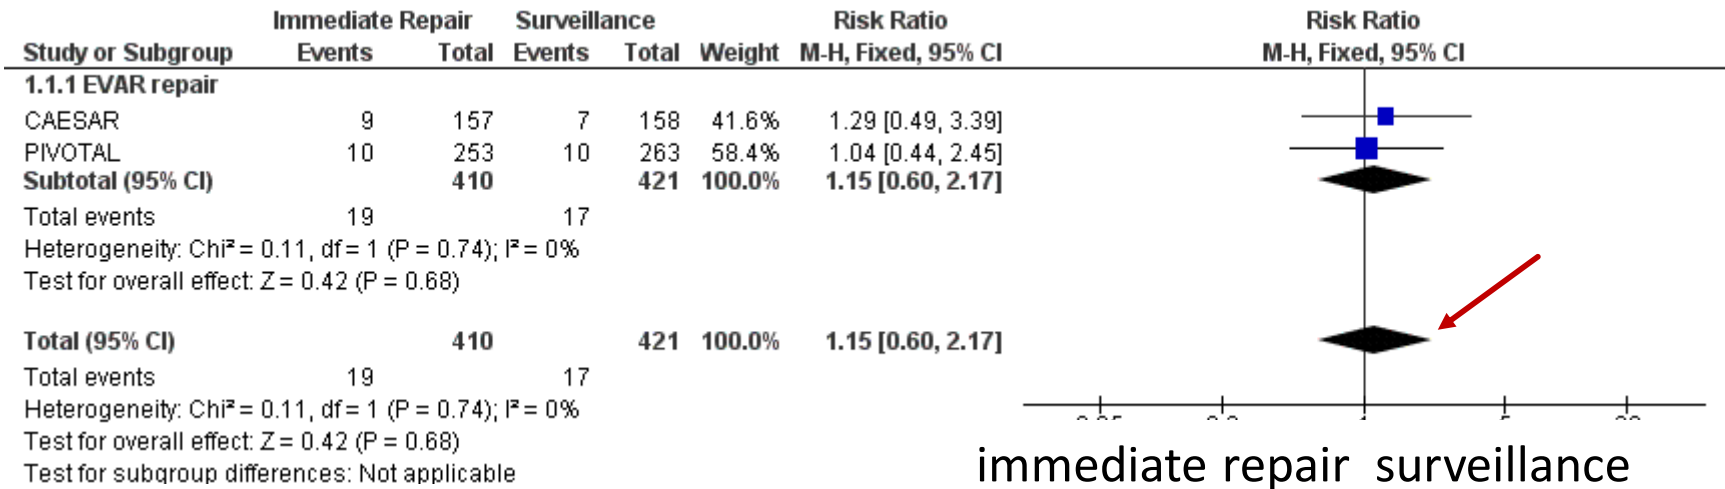 Immediate Repair Surveillance Risk Ratio Risk Ratio
Study or Subgroup Events Total Events Total Weight M-H, Fixed, 95% CI M-H, Fixed, 95% CI
1.1.1 EVAR repair
CAESAR 9 157 7 158 41.6% 1.29 [0.49, 3.39]
PIVOTAL 10 253 10 263 58.4% 1.04 [0.44, 2.45]
Subtotal (95% CI) 410 421 100.0% 1.15 [0.60, 2.17]
Total events 19 17
Heterogeneity: Chi² = 0.11, df = 1 (P = 0.74); I² = 0%
Test for overall effect: Z = 0.42 (P = 0.68)
Total (95% CI) 410 421 100.0% 1.15 [0.60, 2.17]
Total events 19 17
Heterogeneity: Chi² = 0.11, df = 1 (P = 0.74); I² = 0%
Test for overall effect: Z = 0.42 (P = 0.68)
Test for subgroup differences: Not applicable
immediate repair surveillance